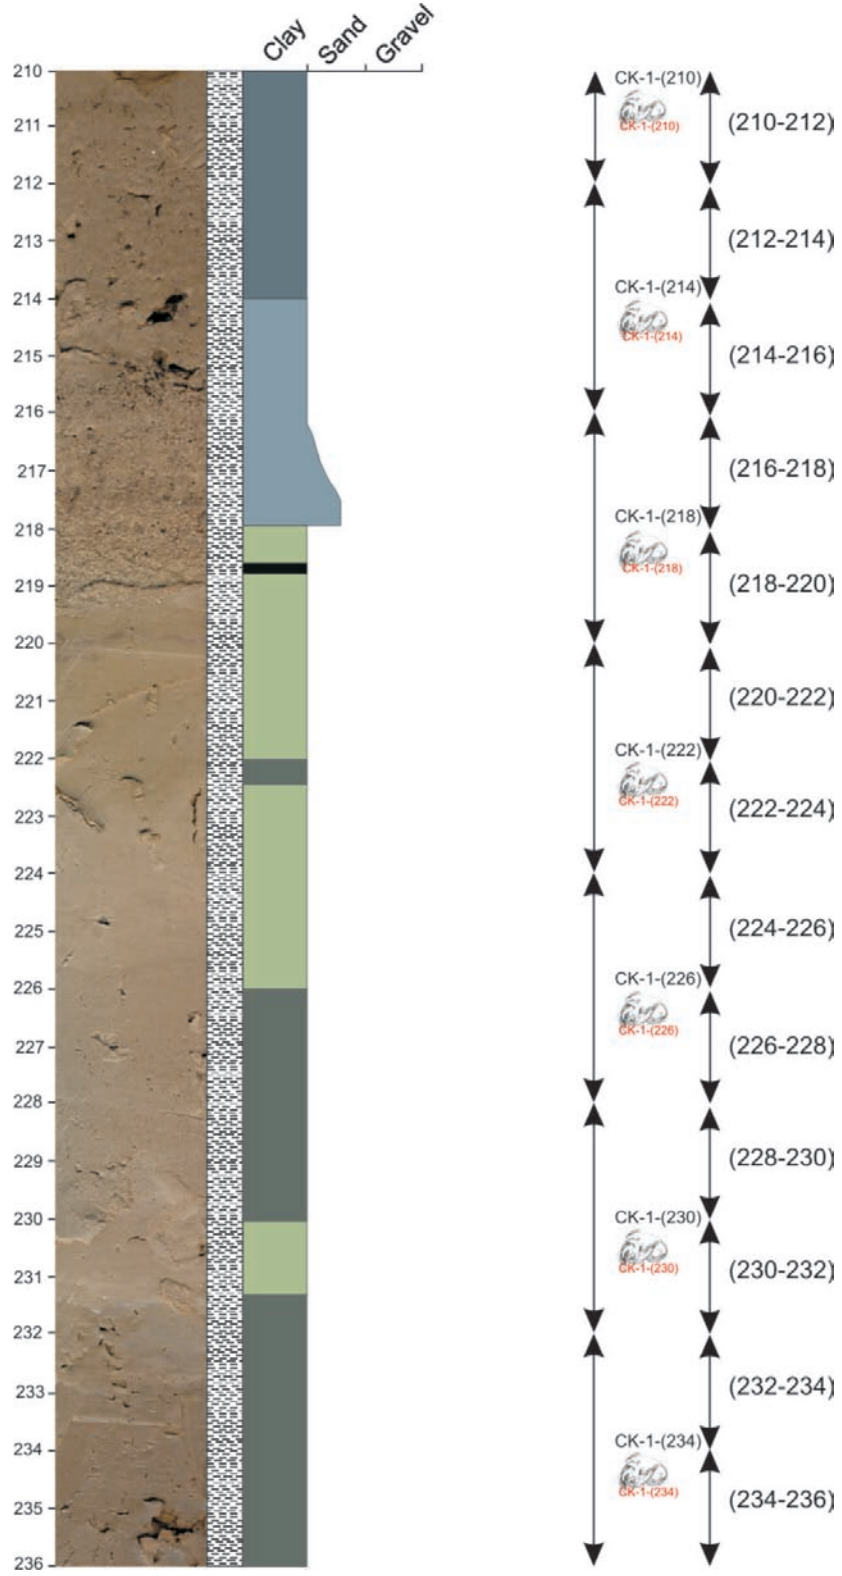 Clay Sand Gravel
210
211
212
213
214
215
216
217
218
219
220
221
222
223
224
225
226
227
228
229
230
231
232
233
234
235
236
CK-1-(210)
CK-1-(210)
CK-1-(214)
CK-1-(214)
CK-1-(218)
CK-1-(218)
CK-1-(222)
CK-1-(222)
CK-1-(226)
CK-1-(226)
CK-1-(230)
CK-1-(230)
CK-1-(234)
CK-1-(234)
(210-212)
(212-214)
(214-216)
(216-218)
(218-220)
(220-222)
(222-224)
(224-226)
(226-228)
(228-230)
(230-232)
(232-234)
(234-236)